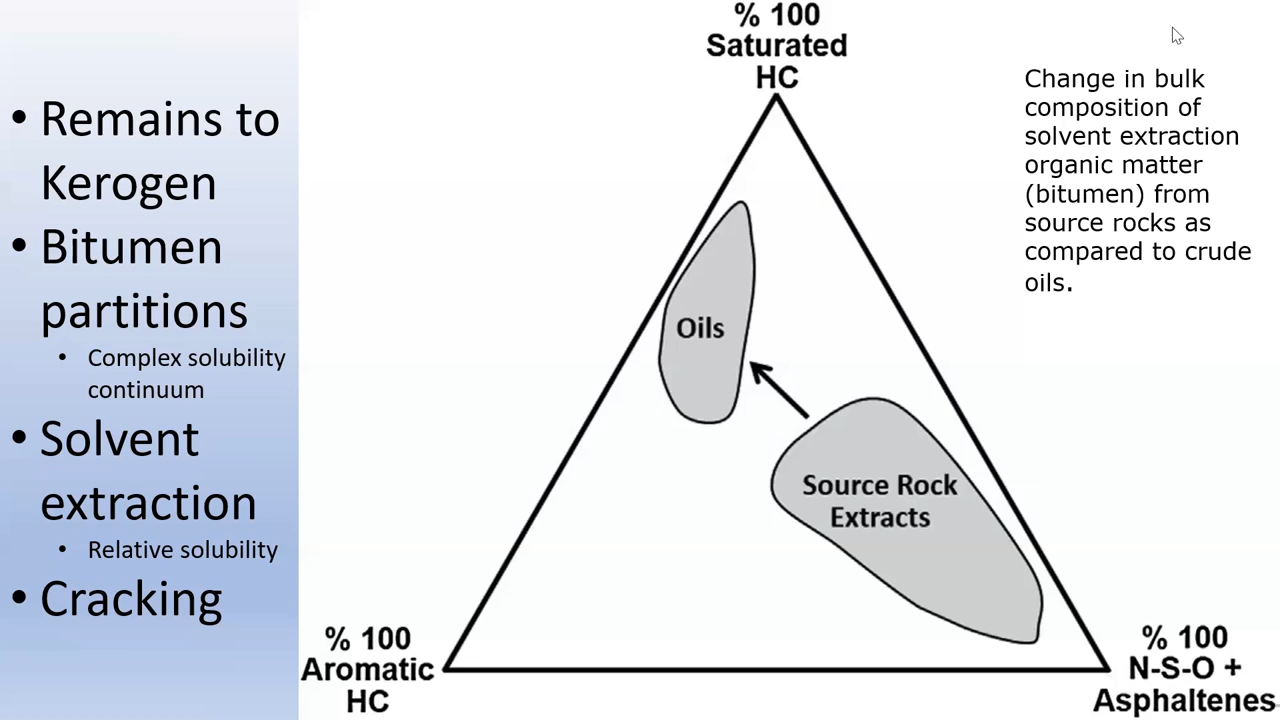 • Remains to
Kerogen
• Bitumen
partitions
• Complex solubility
continuum
• Solvent
extraction
• Relative solubility
• Cracking
% 100
Saturated
HC
Oils
Source Rock
Extracts
% 100
Aromatic
HC
% 100
N-S-O +
Asphaltenes
Change in bulk
composition of
solvent extraction
organic matter
(bitumen) from
source rocks as
compared to crude
oils.